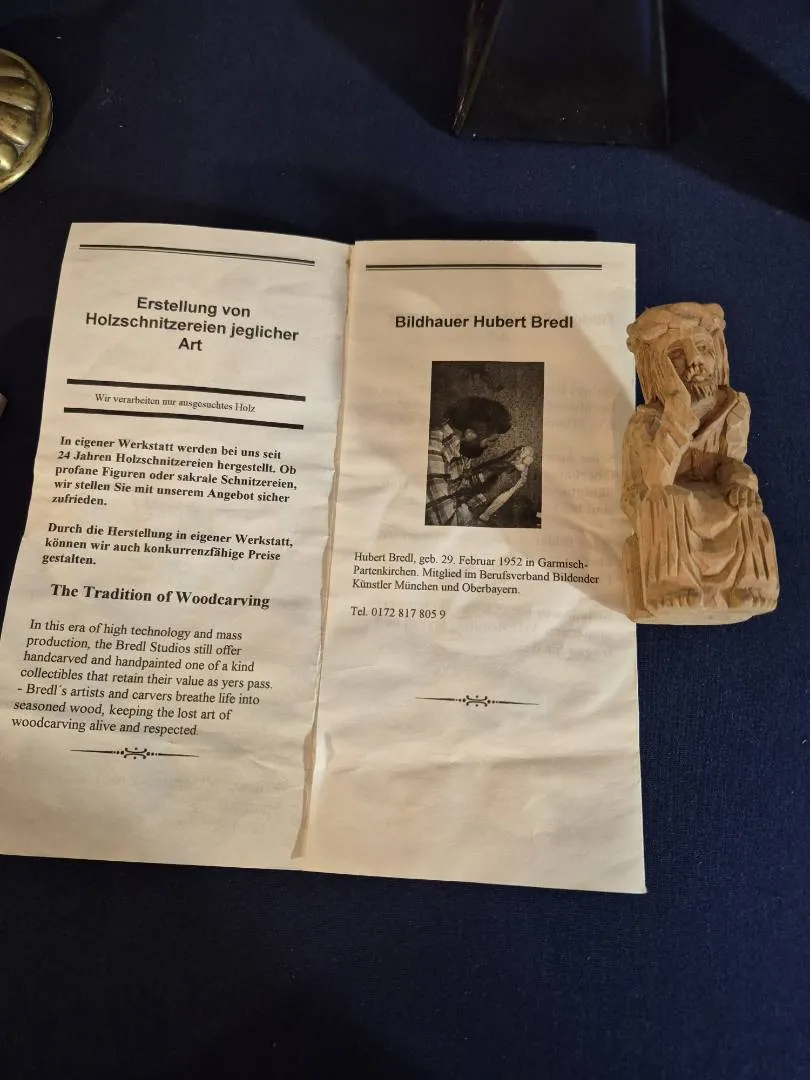 Erstellung von
Holzschnitzereien jeglicher
Art
Wir verarbeiten nur ausgesuchtes Holz
In eigener Werkstatt werden bei uns seit
24 Jahren Holzschnitzereien hergestellt. Ob
profane Figuren oder sakrale Schnitzereien,
wir stellen Sie mit unserem Angebot sicher
zufrieden.
Durch die Herstellung in eigener Werkstatt,
können wir auch konkurrenzfähige Preise
gestalten.
The Tradition of Woodcarving
In this era of high technology and mass
production, the Bredl Studios still offer
handcarved and handpainted one of a kind
collectibles that retain their value as yers pass.
- Bredl´s artists and carvers breathe life into
seasoned wood, keeping the lost art of
woodcarving alive and respected.
Bildhauer Hubert Bredl
Hubert Bredl, geb. 29. Februar 1952 in Garmisch-
Partenkirchen. Mitglied im Berufsverband Bildender
Künstler München und Oberbayern.
Tel. 0172 817 805 9